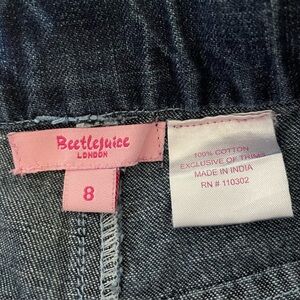 Beetlejuice
LONDON
8
100% COTTON
EXCLUSIVE OF TRIMS
MADE IN INDIA
RN # 110302